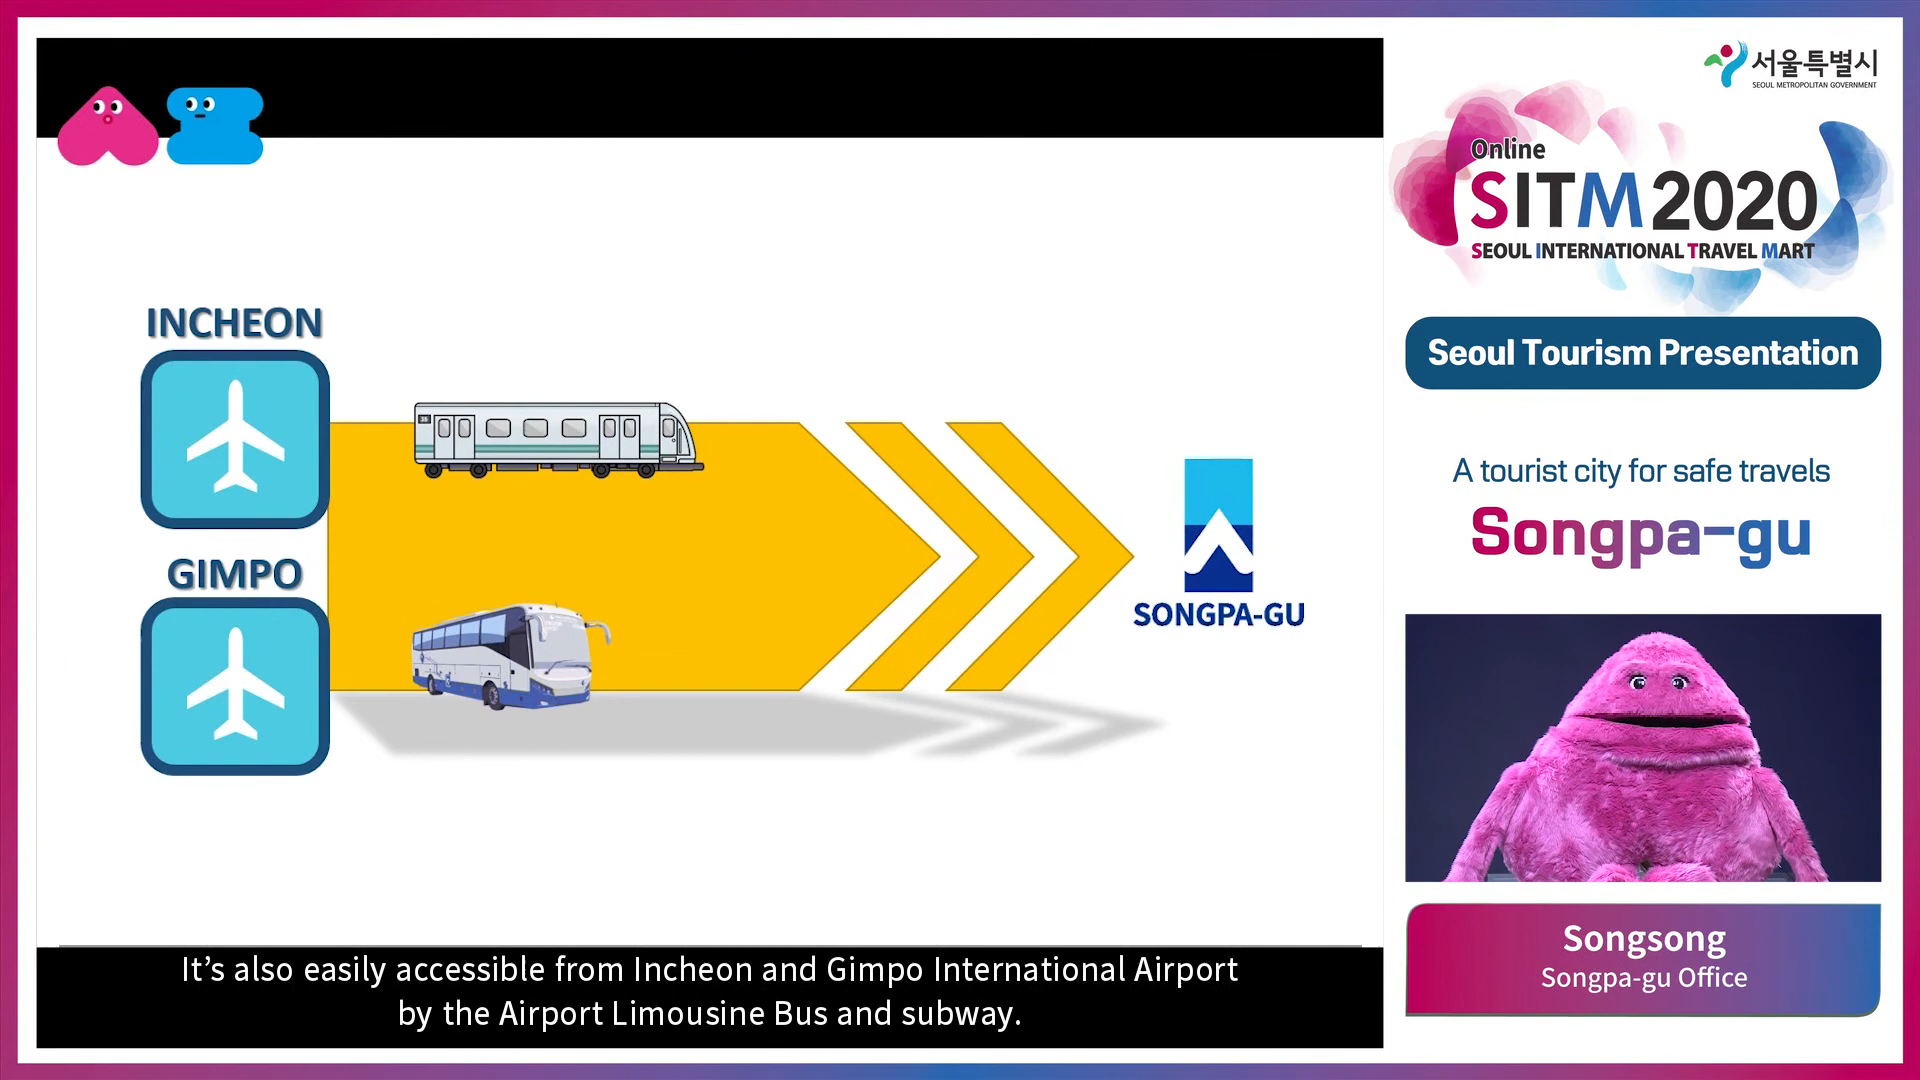 INCHEON
GIMPO
SONGPA-GU
It’s also easily accessible from Incheon and Gimpo International Airport
by the Airport Limousine Bus and subway.
서울특별시
SEOUL METROPOLITAN GOVERNMENT
Online
SITM 2020
SEOUL INTERNATIONAL TRAVEL MART
Seoul Tourism Presentation
A tourist city for safe travels
Songpa-gu
Songsong
Songpa-gu Office